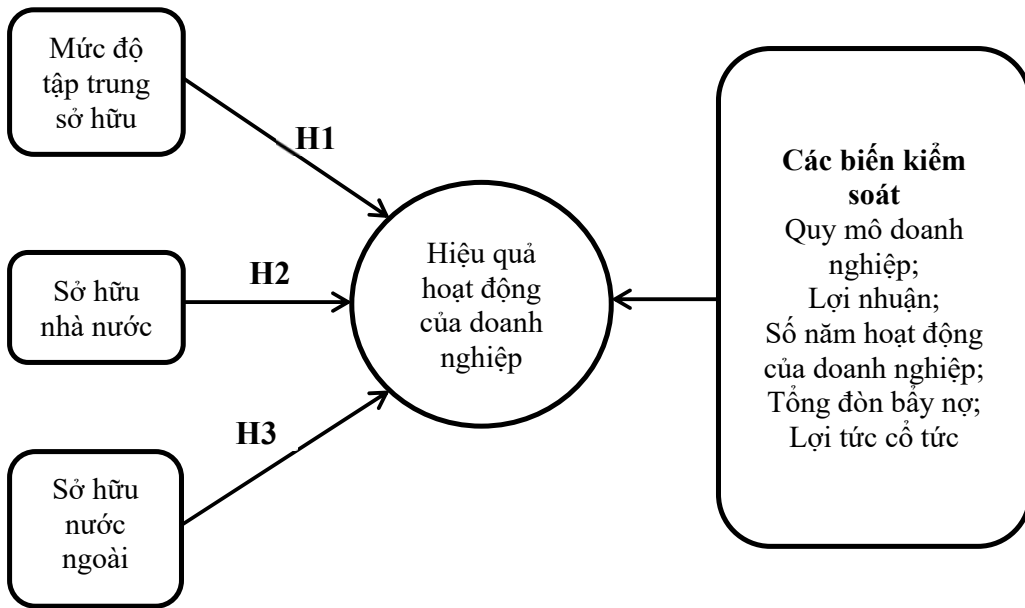 Mức độ
tập trung
sở hữu
H1
Sở hữu
nhà nước
H2
Sở hữu
nước
ngoài
H3
Hiệu quả
hoạt động
của doanh
nghiệp
Các biến kiểm
soát
Quy mô doanh
nghiệp;
Lợi nhuận;
Số năm hoạt động
của doanh nghiệp;
Tổng đòn bẩy nợ;
Lợi tức cổ tức